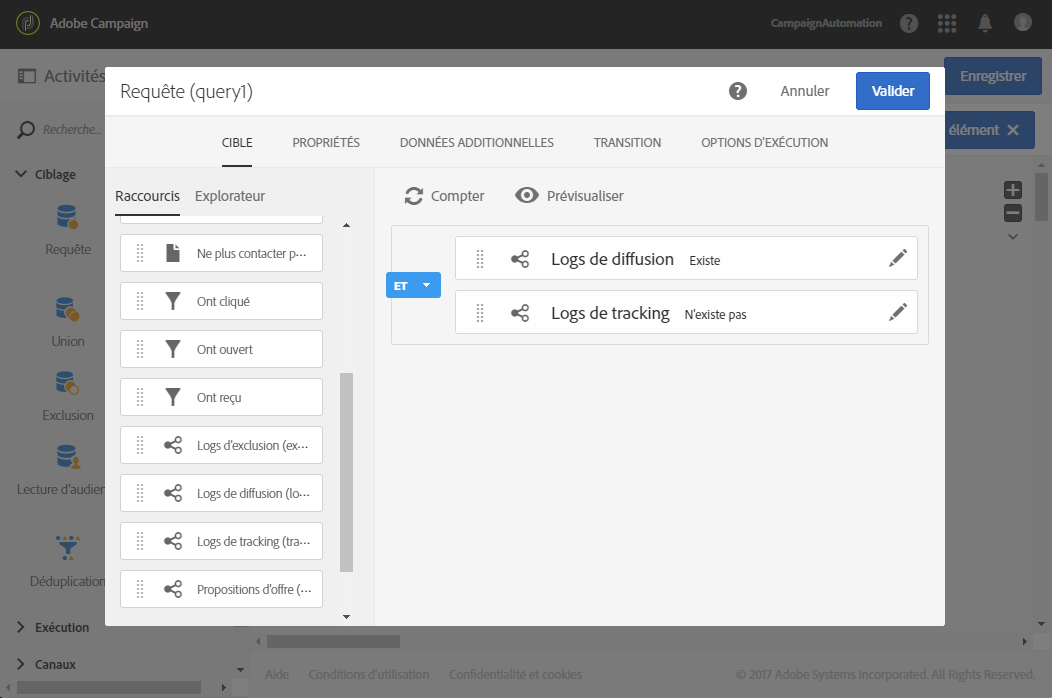 Adobe Campaign
CampaignAutomation
Activités
Enregistrer
Requête (query1)
Annuler
Valider
Recherche...
élément
CIBLE
PROPRIÉTÉS
DONNÉES ADDITIONNELLES
TRANSITION
OPTIONS D'EXÉCUTION
Ciblage
Raccourcis
Explorateur
Compter
Prévisualiser
Requête
Union
Exclusion
Lecture d'audien
Déduplication
Exécution
Canaux
Ne plus contacter p···
Ont cliqué
Ont ouvert
Ont reçu
Logs d'exclusion (ex···
Logs de diffusion (lo···
Logs de tracking (tra···
Propositions d'offre (···
ET
Logs de diffusion Existe
Logs de tracking N'existe pas
Aide
Conditions d'utilisation
Confidentialité et cookies
© 2017 Adobe Systems Incorporated. All Rights Reserved.